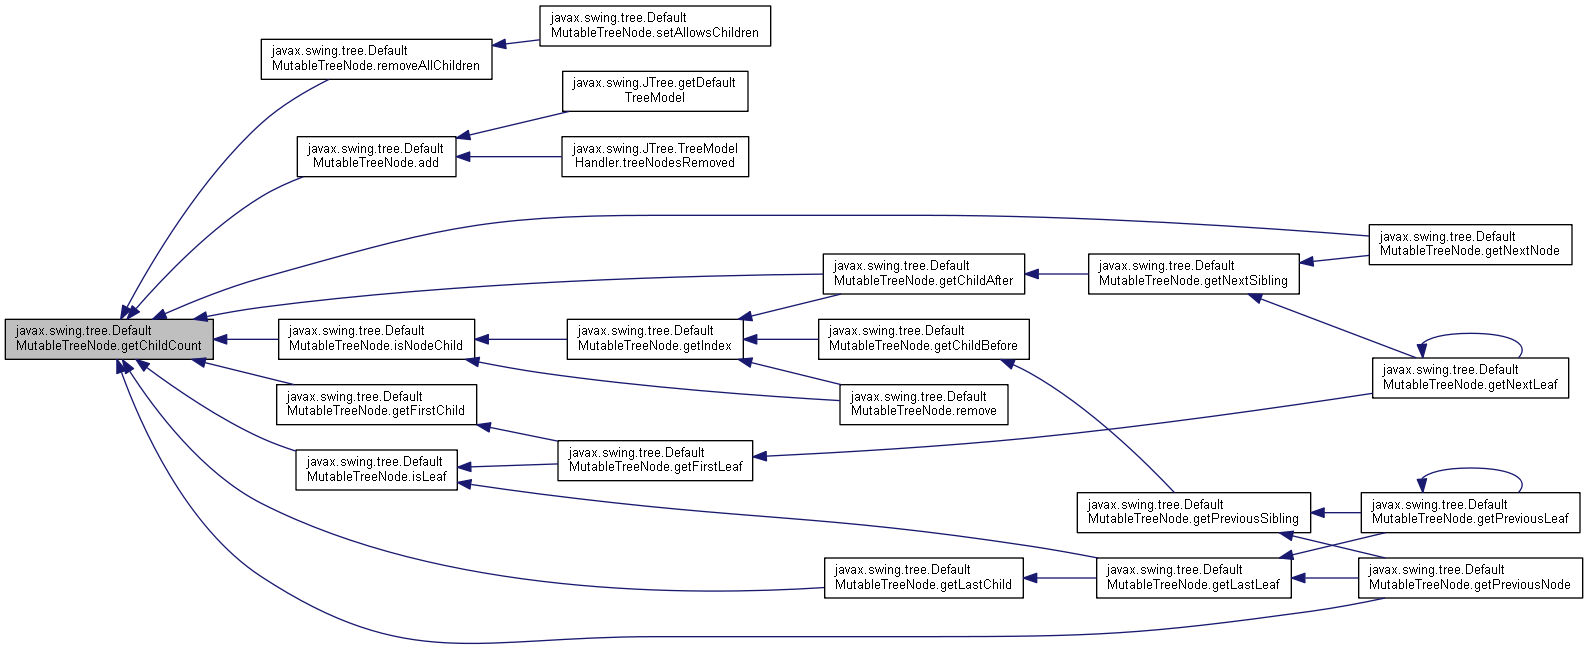 javax.swing.tree.Default
MutableTreeNode.setAllowsChildren
javax.swing.tree.Default
MutableTreeNode.removeAllChildren
javax.swing.JTree.getDefault
TreeModel
javax.swing.tree.Default
MutableTreeNode.add
javax.swing.JTree.TreeModel
Handler.treeNodesRemoved
javax.swing.tree.Default
MutableTreeNode.getNextNode
javax.swing.tree.Default
MutableTreeNode.getChildAfter
javax.swing.tree.Default
MutableTreeNode.getNextSibling
javax.swing.tree.Default
MutableTreeNode.getChildCount
javax.swing.tree.Default
MutableTreeNode.isNodeChild
javax.swing.tree.Default
MutableTreeNode.getIndex
javax.swing.tree.Default
MutableTreeNode.getChildBefore
javax.swing.tree.Default
MutableTreeNode.getNextLeaf
javax.swing.tree.Default
MutableTreeNode.getFirstChild
javax.swing.tree.Default
MutableTreeNode.remove
javax.swing.tree.Default
MutableTreeNode.isLeaf
javax.swing.tree.Default
MutableTreeNode.getFirstLeaf
javax.swing.tree.Default
MutableTreeNode.getPreviousSibling
javax.swing.tree.Default
MutableTreeNode.getPreviousLeaf
javax.swing.tree.Default
MutableTreeNode.getLastChild
javax.swing.tree.Default
MutableTreeNode.getLastLeaf
javax.swing.tree.Default
MutableTreeNode.getPreviousNode